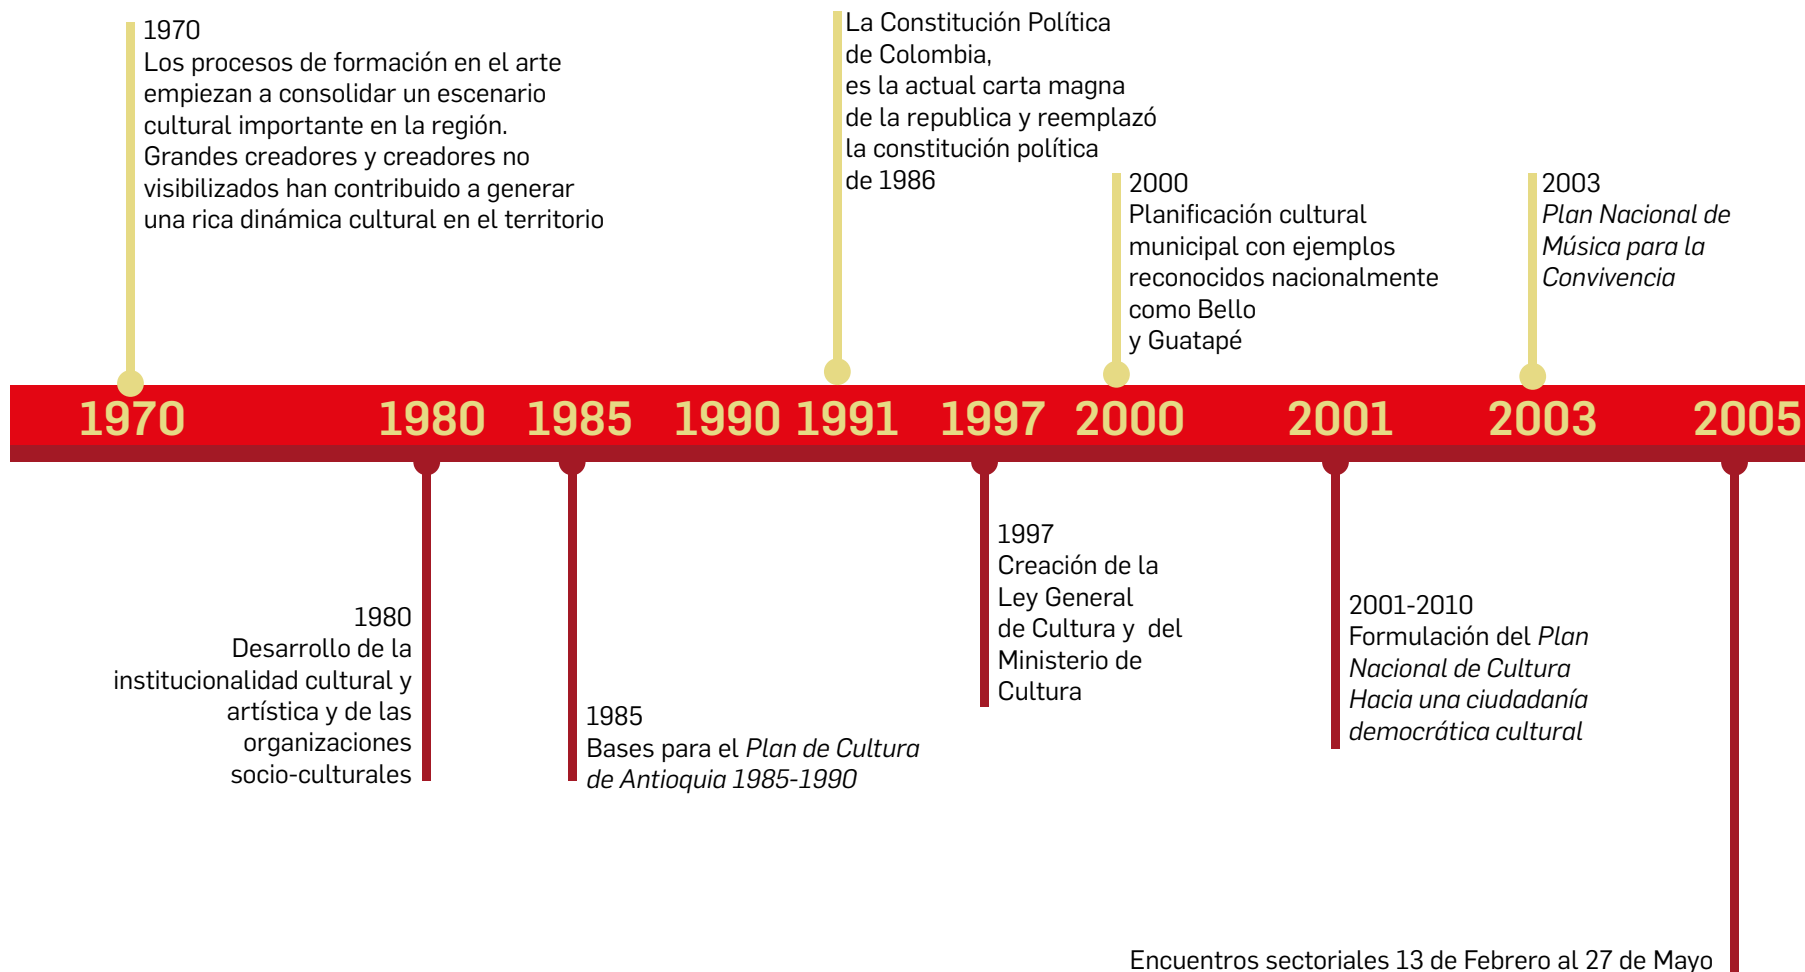 1970
Los procesos de formación en el arte
empiezan a consolidar un escenario
cultural importante en la región.
Grandes creadores y creadores no
visibilizados han contribuido a generar
una rica dinámica cultural en el territorio
La Constitución Política
de Colombia,
es la actual carta magna
de la republica y reemplazó
la constitución política
de 1986
2000
Planificación cultural
municipal con ejemplos
reconocidos nacionalmente
como Bello
y Guatapé
2003
Plan Nacional de
Música para la
Convivencia
1970 1980 1985 1990 1991 1997 2000 2001 2003 2005
1980
Desarrollo de la
institucionalidad cultural y
artística y de las
organizaciones
socio-culturales
1985
Bases para el Plan de Cultura
de Antioquia 1985-1990
1997
Creación de la
Ley General
de Cultura y  del
Ministerio de
Cultura
2001-2010
Formulación del Plan
Nacional de Cultura
Hacia una ciudadanía
democrática cultural
Encuentros sectoriales 13 de Febrero al 27 de Mayo